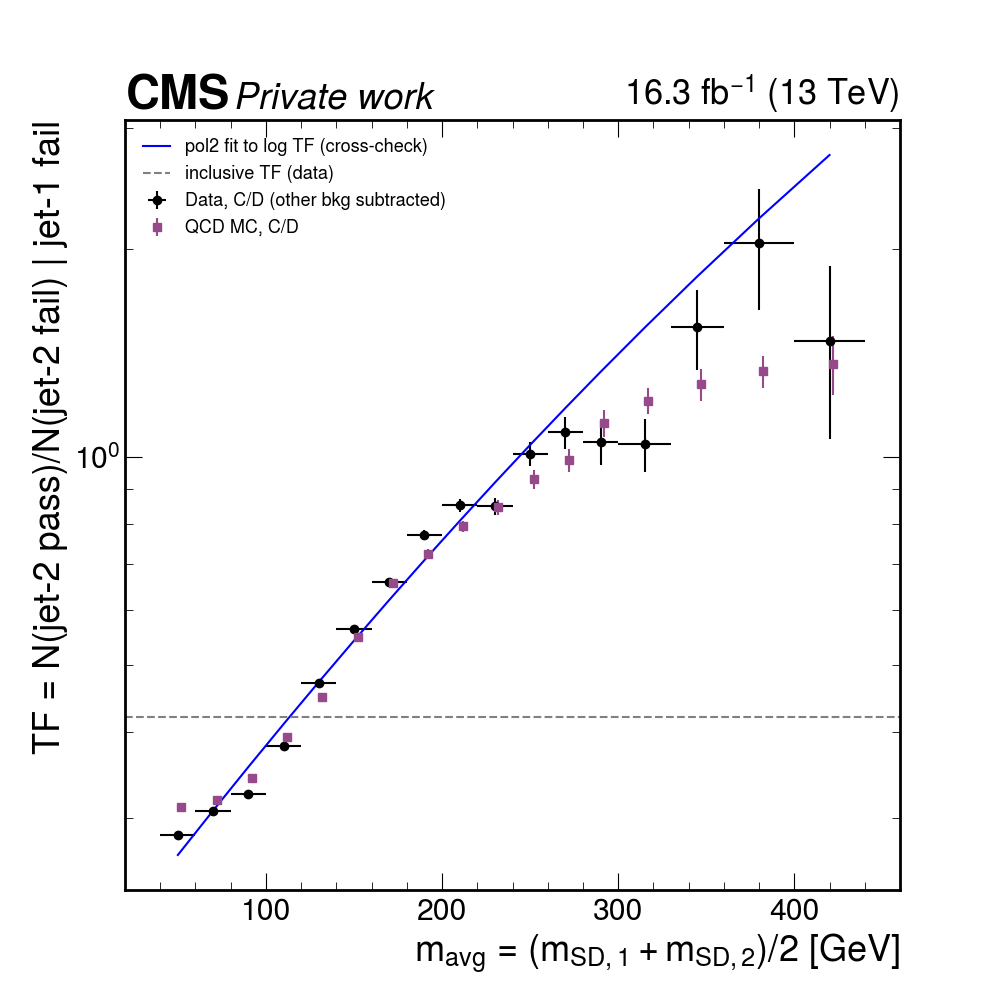 CMS Private work 16.3 fb⁻¹ (13 TeV)
pol2 fit to log TF (cross-check)
inclusive TF (data)
Data, C/D (other bkg subtracted)
QCD MC, C/D
TF = N(jet-2 pass)/N(jet-2 fail) | jet-1 fail
10⁰
100 200 300 400
m_avg = (m_SD, 1 + m_SD, 2)/2 [GeV]